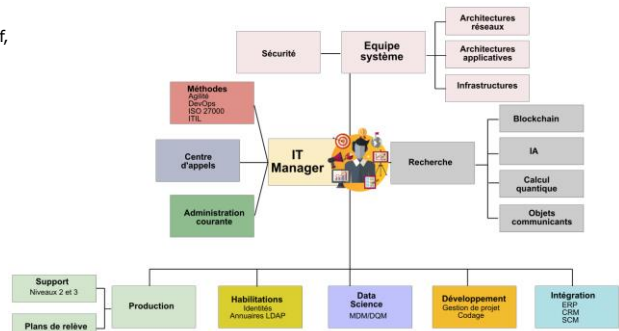 f,
Architectures
réseaux
Sécurité
Equipe
système
Architectures
applicatives
Infrastructures
Méthodes
Agilité
DevOps
ISO 27000
ITIL
Centre
d'appels
IT
Manager
Recherche
Blockchain
IA
Calcul
quantique
Objets
communicants
Administration
courante
Support
Niveaux 2 et 3
Plans de relève
Production
Habilitations
Identités
Annuaires LDAP
Data
Science
MDM/DQM
Développement
Gestion de projet
Codage
Intégration
ERP
CRM
SCM